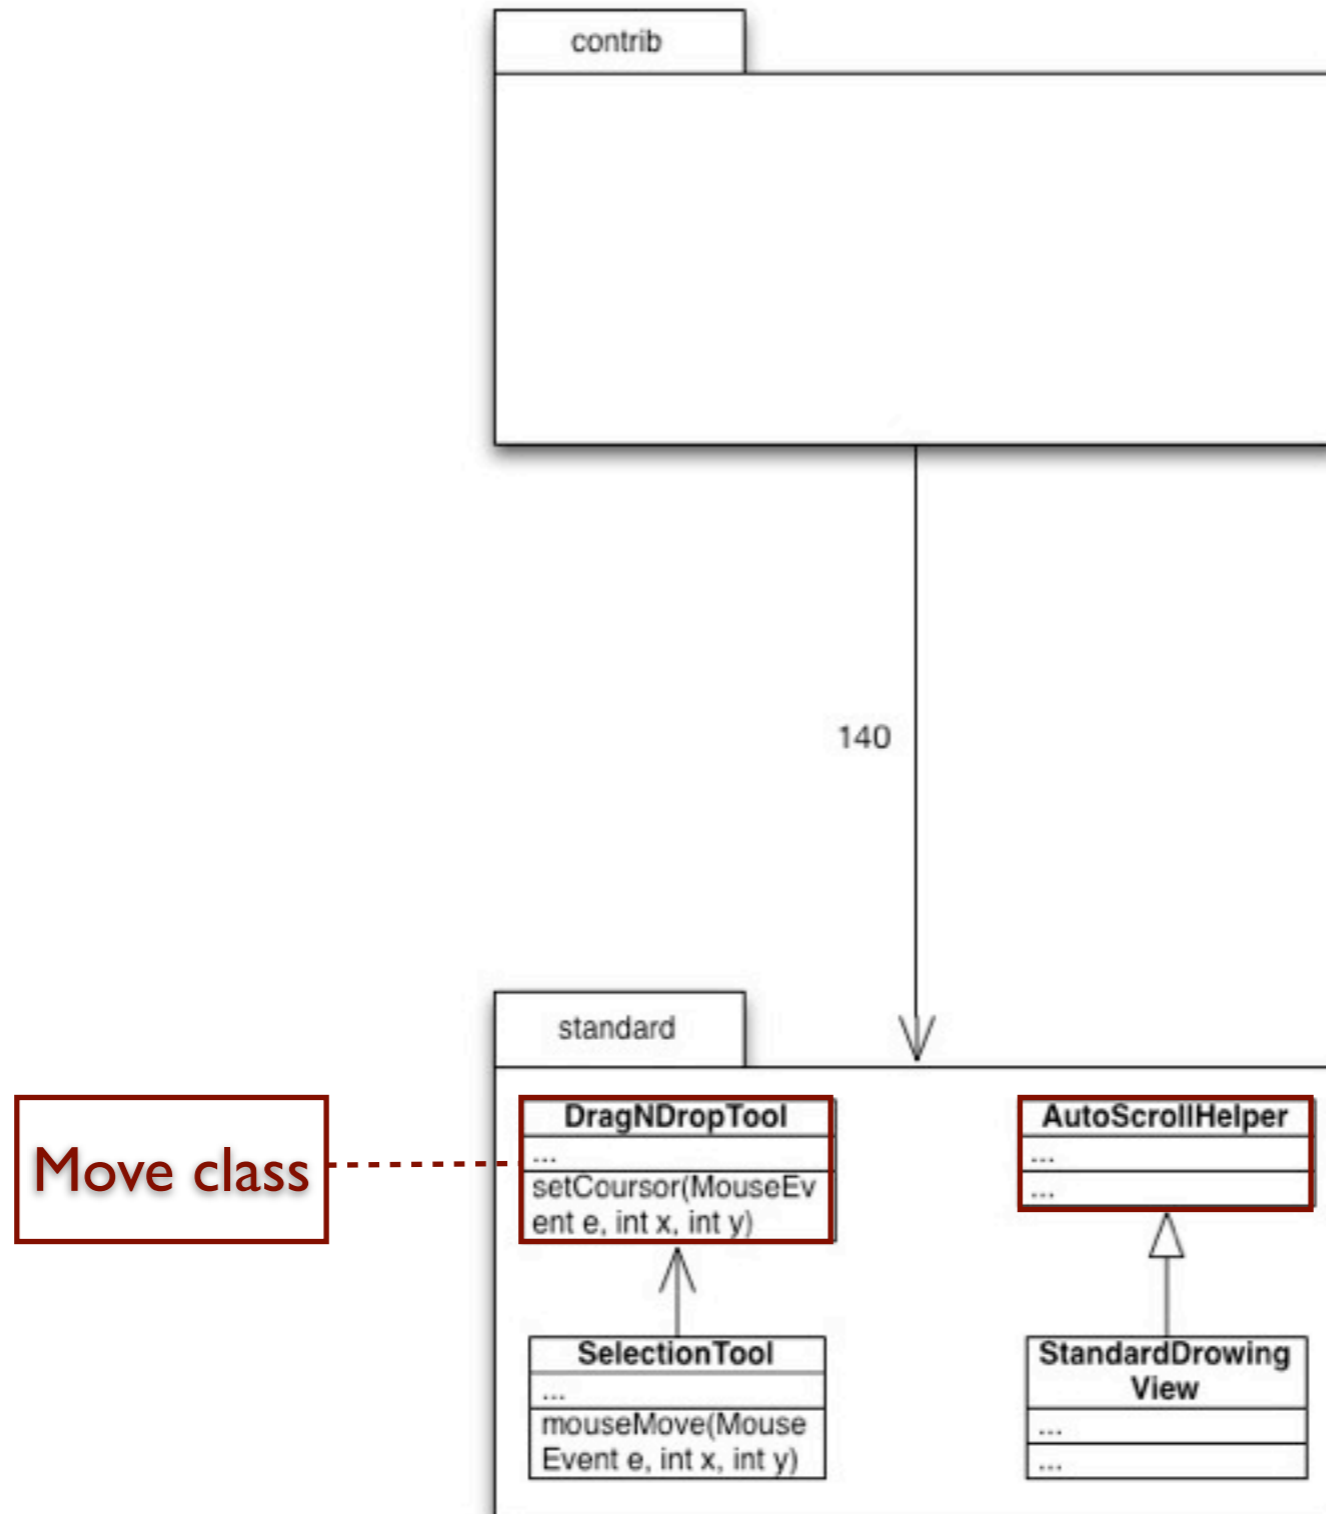 contrib
140
standard
Move class
DragNDropTool
...
setCoursor(MouseEv
ent e, int x, int y)
AutoScrollHelper
...
...
SelectionTool
...
mouseMove(Mouse
Event e, int x, int y)
StandardDrowing
View
...
...